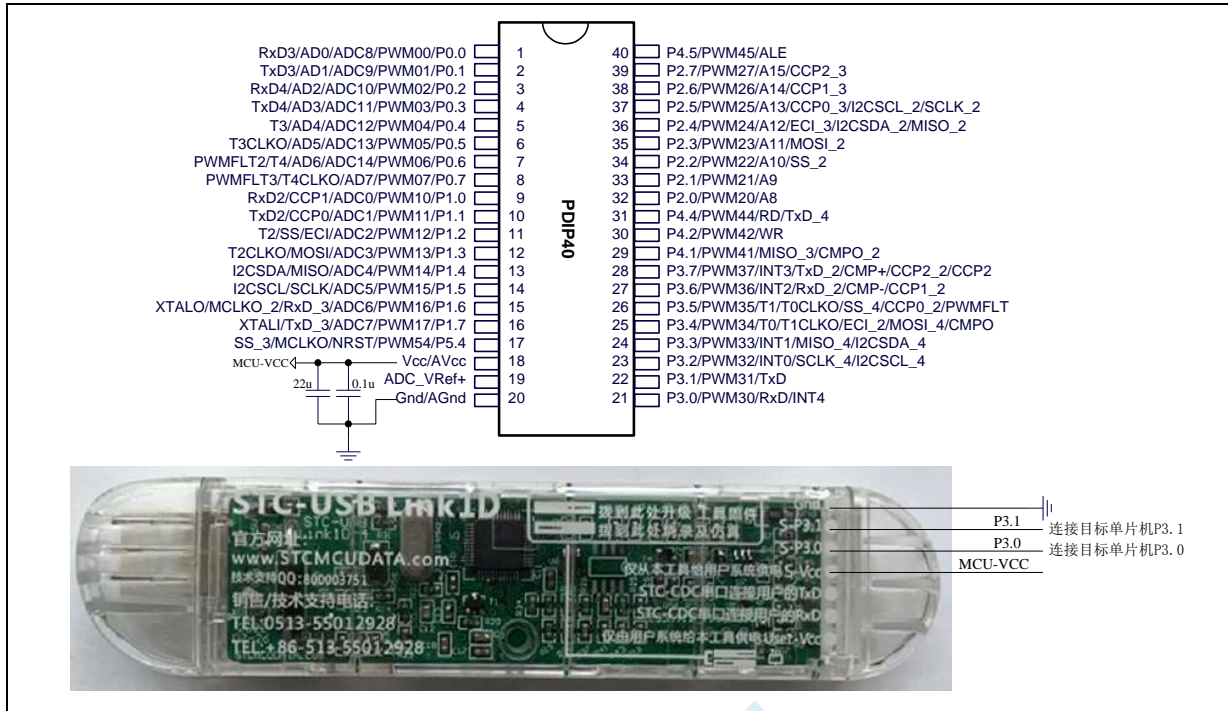 RxD3/AD0/ADC8/PWM00/P0.0 1 40 P4.5/PWM45/ALE
TxD3/AD1/ADC9/PWM01/P0.1 2 39 P2.7/PWM27/A15/CCP2_3
RxD4/AD2/ADC10/PWM02/P0.2 3 38 P2.6/PWM26/A14/CCP1_3
TxD4/AD3/ADC11/PWM03/P0.3 4 37 P2.5/PWM25/A13/CCP0_3/I2CSCL_2/SCLK_2
T3/AD4/ADC12/PWM04/P0.4 5 36 P2.4/PWM24/A12/ECI_3/I2CSDA_2/MISO_2
T3CLKO/AD5/ADC13/PWM05/P0.5 6 35 P2.3/PWM23/A11/MOSI_2
PWMFLT2/T4/AD6/ADC14/PWM06/P0.6 7 34 P2.2/PWM22/A10/SS_2
PWMFLT3/T4CLKO/AD7/PWM07/P0.7 8 33 P2.1/PWM21/A9
RxD2/CCP1/ADC0/PWM10/P1.0 9 32 P2.0/PWM20/A8
TxD2/CCP0/ADC1/PWM11/P1.1 10 31 P4.4/PWM44/RD/TxD_4
T2/SS/ECI/ADC2/PWM12/P1.2 11 30 P4.2/PWM42/WR
T2CLKO/MOSI/ADC3/PWM13/P1.3 12 29 P4.1/PWM41/MISO_3/CMPO_2
I2CSDA/MISO/ADC4/PWM14/P1.4 13 28 P3.7/PWM37/INT3/TxD_2/CMP+/CCP2_2/CCP2
I2CSCL/SCLK/ADC5/PWM15/P1.5 14 27 P3.6/PWM36/INT2/RxD_2/CMP-/CCP1_2
XTALO/MCLKO_2/RxD_3/ADC6/PWM16/P1.6 15 26 P3.5/PWM35/T1/T0CLKO/SS_4/CCP0_2/PWMFLT
XTALI/TxD_3/ADC7/PWM17/P1.7 16 25 P3.4/PWM34/T0/T1CLKO/ECI_2/MOSI_4/CMPO
SS_3/MCLKO/NRST/PWM54/P5.4 17 24 P3.3/PWM33/INT1/MISO_4/I2CSDA_4
MCU-VCC Vcc/AVcc 18 23 P3.2/PWM32/INT0/SCLK_4/I2CSCL_4
22u 0.1u ADC_VRef+ 19 22 P3.1/PWM31/TxD
Gnd/AGnd 20 21 P3.0/PWM30/RxD/INT4
PDIP40
STC-USB Link1D
官方网址:
www.STCMCUDATA.com
技术支持QQ:800003751
销售/技术支持电话:
TEL:0513-55012928
TEL:+86-513-55012928
拨到此处升级工具固件
拨到此处烧录及仿真
Gnd
S-P3.1
S-P3.0
仅从本工具给用户系统供电 S-Vcc
STC-CDC串口连接用户的TxD
STC-CDC串口连接用户的RxD
仅由用户系统给本工具供电 User-Vcc
P3.1 连接目标单片机P3.1
P3.0 连接目标单片机P3.0
MCU-VCC